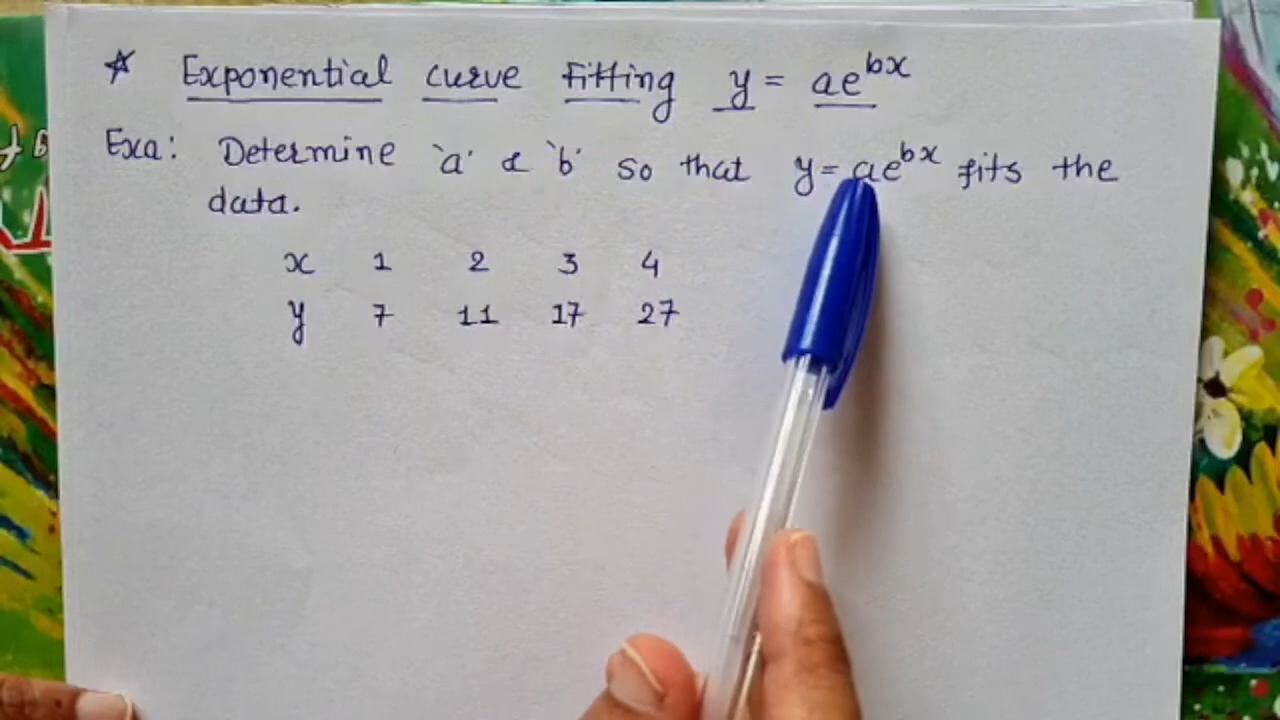 ☆ Exponential curve Fitting y = ae^bx
Exa: Determine 'a' & 'b' so that y=ae^bx fits the
data.
x 1 2 3 4
y 7 11 17 27